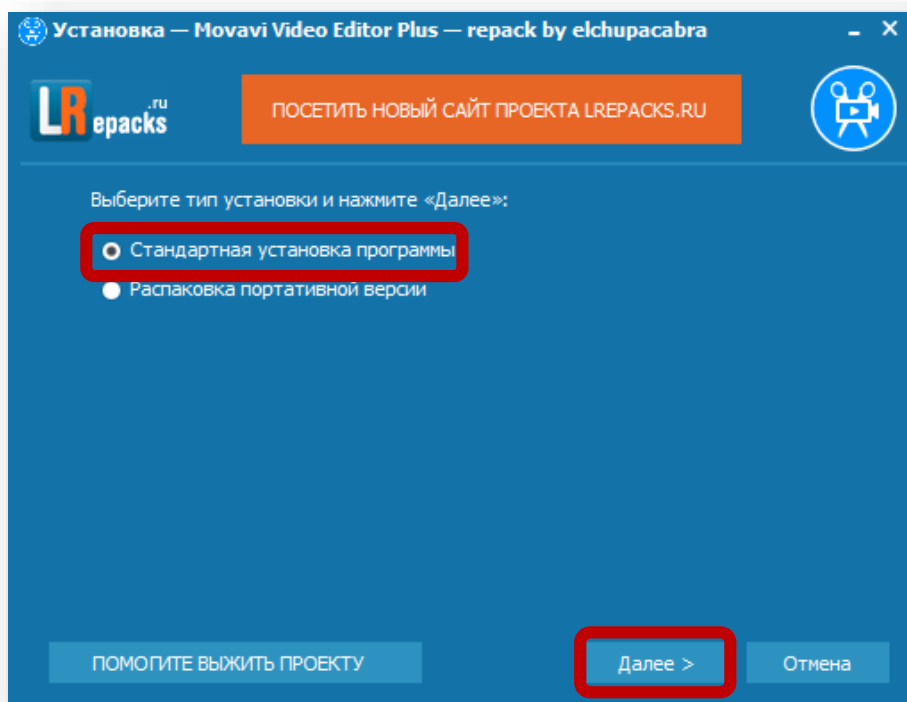 Установка — Movavi Video Editor Plus — repack by elchupacabra
LRepacks.ru
ПОСЕТИТЬ НОВЫЙ САЙТ ПРОЕКТА LREPACKS.RU
Выберите тип установки и нажмите «Далее»:
Стандартная установка программы
Распаковка портативной версии
ПОМОГИТЕ ВЫЖИТЬ ПРОЕКТУ
Далее >
Отмена